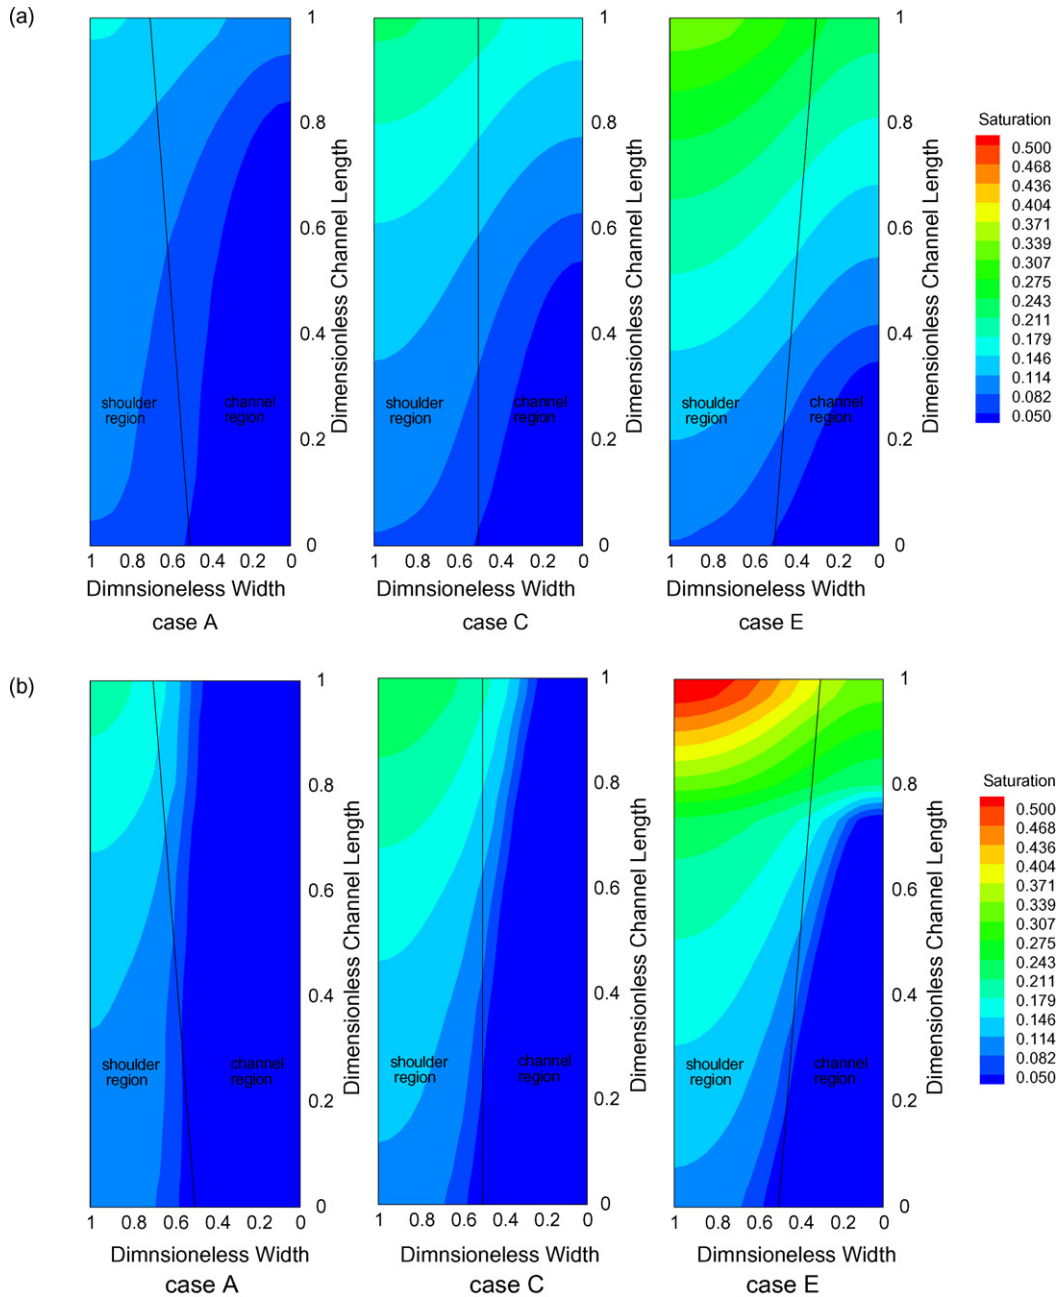 (a)
1
0.8
0.6
0.4
0.2
0
Dimensionless Channel Length
shoulder
region
channel
region
1 0.8 0.6 0.4 0.2 0
Dimnsioneless Width
case A
1
0.8
0.6
0.4
0.2
0
Dimensionless Channel Length
shoulder
region
channel
region
1 0.8 0.6 0.4 0.2 0
Dimnsioneless Width
case C
1
0.8
0.6
0.4
0.2
0
Dimensionless Channel Length
shoulder
region
channel
region
1 0.8 0.6 0.4 0.2 0
Dimnsioneless Width
case E
Saturation
0.500
0.468
0.436
0.404
0.371
0.339
0.307
0.275
0.243
0.211
0.179
0.146
0.114
0.082
0.050
(b)
1
0.8
0.6
0.4
0.2
0
Dimensionless Channel Length
shoulder
region
channel
region
1 0.8 0.6 0.4 0.2 0
Dimnsioneless Width
case A
1
0.8
0.6
0.4
0.2
0
Dimensionless Channel Length
shoulder
region
channel
region
1 0.8 0.6 0.4 0.2 0
Dimnsioneless Width
case C
1
0.8
0.6
0.4
0.2
0
Dimensionless Channel Length
shoulder
region
channel
region
1 0.8 0.6 0.4 0.2 0
Dimnsioneless Width
case E
Saturation
0.500
0.468
0.436
0.404
0.371
0.339
0.307
0.275
0.243
0.211
0.179
0.146
0.114
0.082
0.050